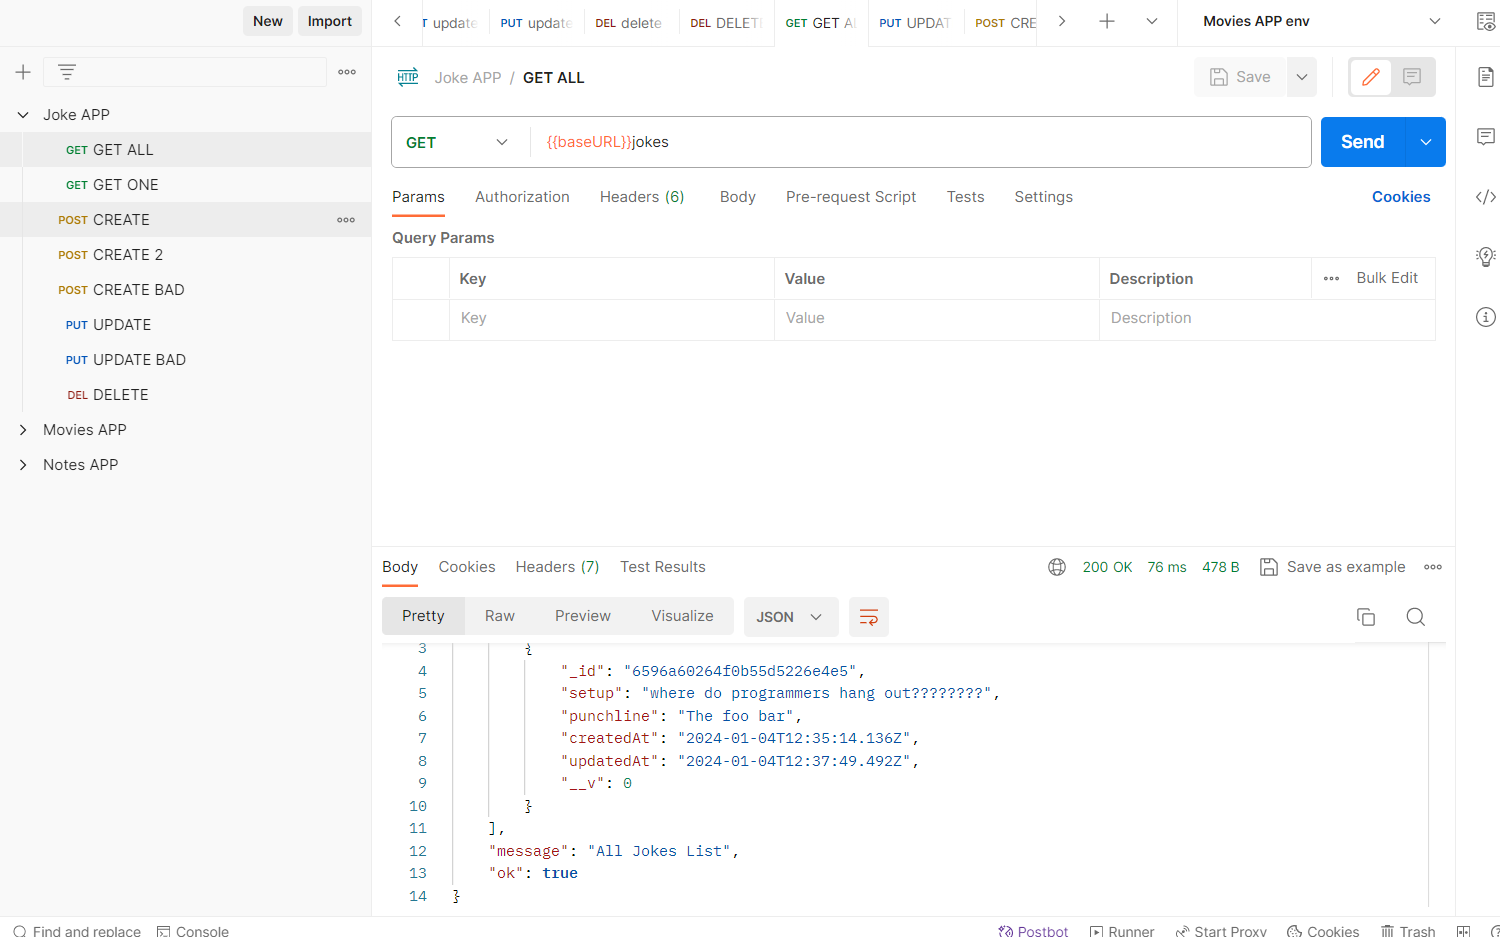 New Import
update PUT update DEL delete DEL DELET GET GET A PUT UPDAT POST CRE Movies APP env
HTTP Joke APP / GET ALL Save
Joke APP
GET GET ALL
GET GET ONE
POST CREATE
POST CREATE 2
POST CREATE BAD
PUT UPDATE
PUT UPDATE BAD
DEL DELETE
Movies APP
Notes APP
GET {{baseURL}}jokes Send
Params Authorization Headers (6) Body Pre-request Script Tests Settings Cookies
Query Params
Key Value Description Bulk Edit
Key Value Description
Body Cookies Headers (7) Test Results 200 OK 76 ms 478 B Save as example
Pretty Raw Preview Visualize JSON
3 {
4 "_id": "6596a60264f0b55d5226e4e5",
5 "setup": "where do programmers hang out????????",
6 "punchline": "The foo bar",
7 "createdAt": "2024-01-04T12:35:14.136Z",
8 "updatedAt": "2024-01-04T12:37:49.492Z",
9 "__v": 0
10 }
11 ],
12 "message": "All Jokes List",
13 "ok": true
14 }
Find and replace Console Postbot Runner Start Proxy Cookies Trash